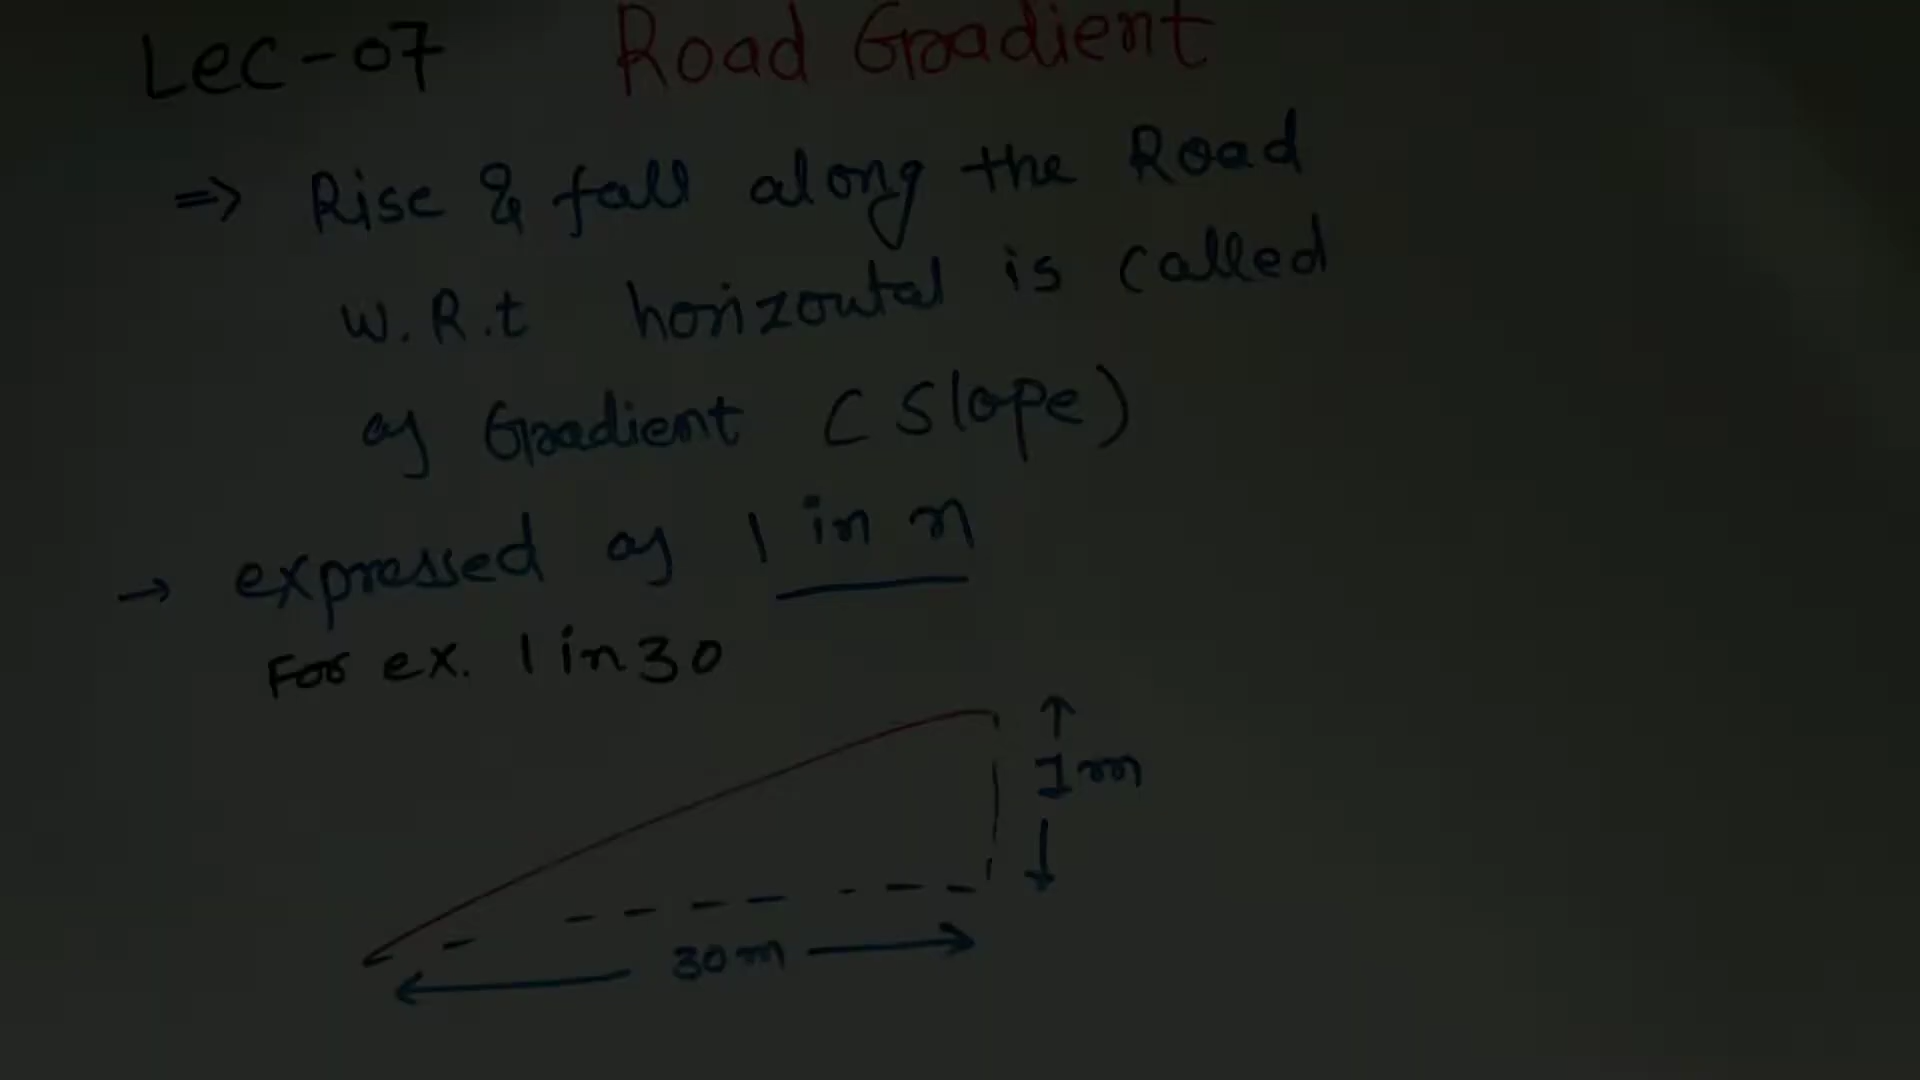 Lec-07 Road Gradient
=> Rise & fall along the Road
W.R.t horizontal is called
as Gradient (Slope)
→ expressed as 1 in n
For ex. 1 in 30
1m
30m